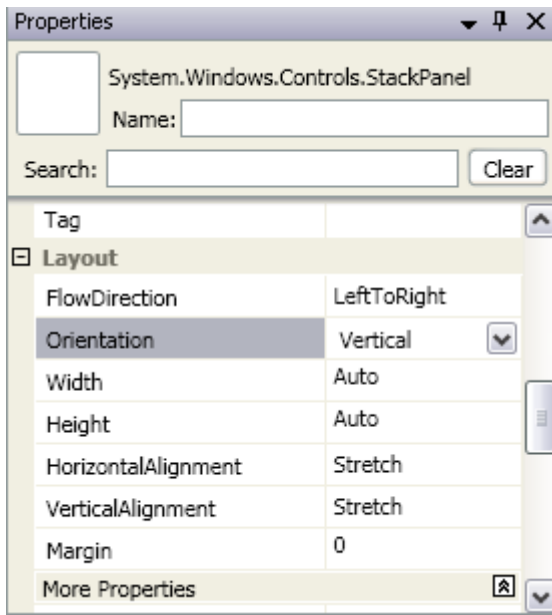 Properties
System.Windows.Controls.StackPanel
Name:
Search: Clear
Tag
Layout
FlowDirection LeftToRight
Orientation Vertical
Width Auto
Height Auto
HorizontalAlignment Stretch
VerticalAlignment Stretch
Margin 0
More Properties